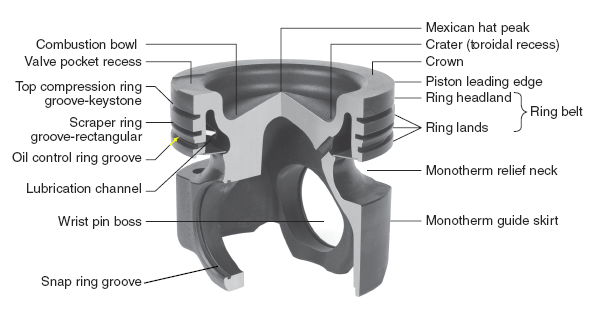 Combustion bowl
Valve pocket recess
Top compression ring
groove-keystone
Scraper ring
groove-rectangular
Oil control ring groove
Lubrication channel
Wrist pin boss
Snap ring groove
Mexican hat peak
Crater (toroidal recess)
Crown
Piston leading edge
Ring headland
Ring belt
Ring lands
Monotherm relief neck
Monotherm guide skirt